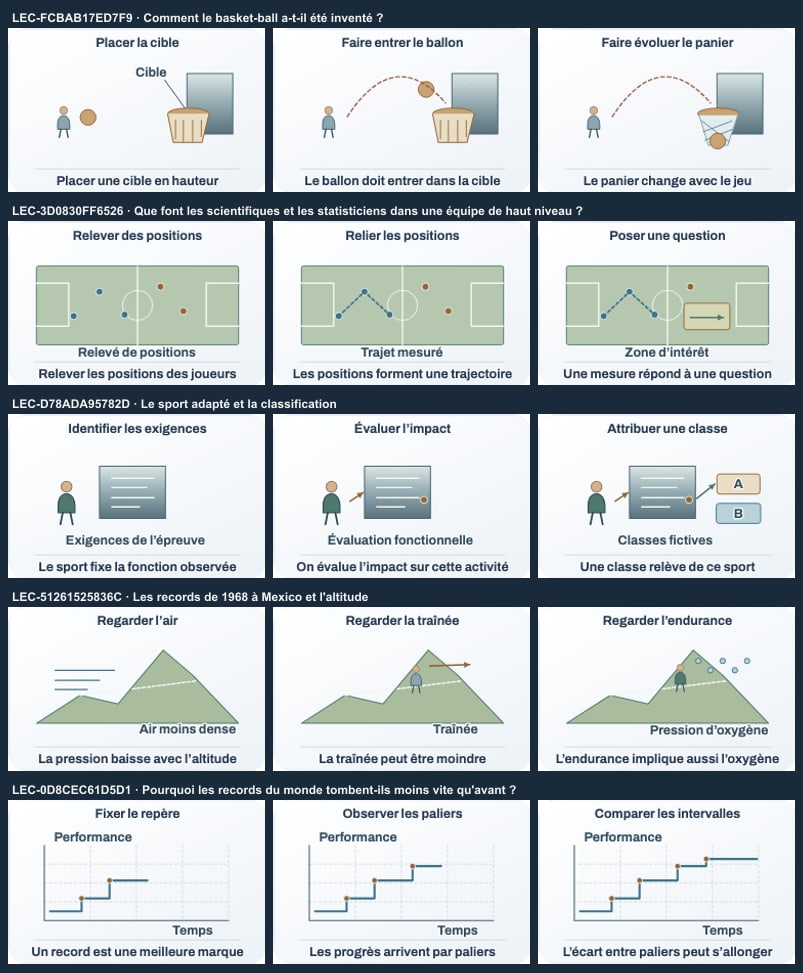 LEC-FCBAB17ED7F9 · Comment le basket-ball a-t-il été inventé ?
Placer la cible
Cible
Placer une cible en hauteur
Faire entrer le ballon
Le ballon doit entrer dans la cible
Faire évoluer le panier
Le panier change avec le jeu
LEC-3D0830FF6526 · Que font les scientifiques et les statisticiens dans une équipe de haut niveau ?
Relever des positions
Relevé de positions
Relever les positions des joueurs
Relier les positions
Trajet mesuré
Les positions forment une trajectoire
Poser une question
Zone d’intérêt
Une mesure répond à une question
LEC-D78ADA95782D · Le sport adapté et la classification
Identifier les exigences
Exigences de l’épreuve
Le sport fixe la fonction observée
Évaluer l’impact
Évaluation fonctionnelle
On évalue l’impact sur cette activité
Attribuer une classe
A
B
Classes fictives
Une classe relève de ce sport
LEC-51261525836C · Les records de 1968 à Mexico et l'altitude
Regarder l’air
Air moins dense
La pression baisse avec l’altitude
Regarder la traînée
Traînée
La traînée peut être moindre
Regarder l’endurance
Pression d’oxygène
L’endurance implique aussi l’oxygène
LEC-0D8CEC61D5D1 · Pourquoi les records du monde tombent-ils moins vite qu'avant ?
Fixer le repère
Performance
Temps
Un record est une meilleure marque
Observer les paliers
Performance
Temps
Les progrès arrivent par paliers
Comparer les intervalles
Performance
Temps
L’écart entre paliers peut s’allonger